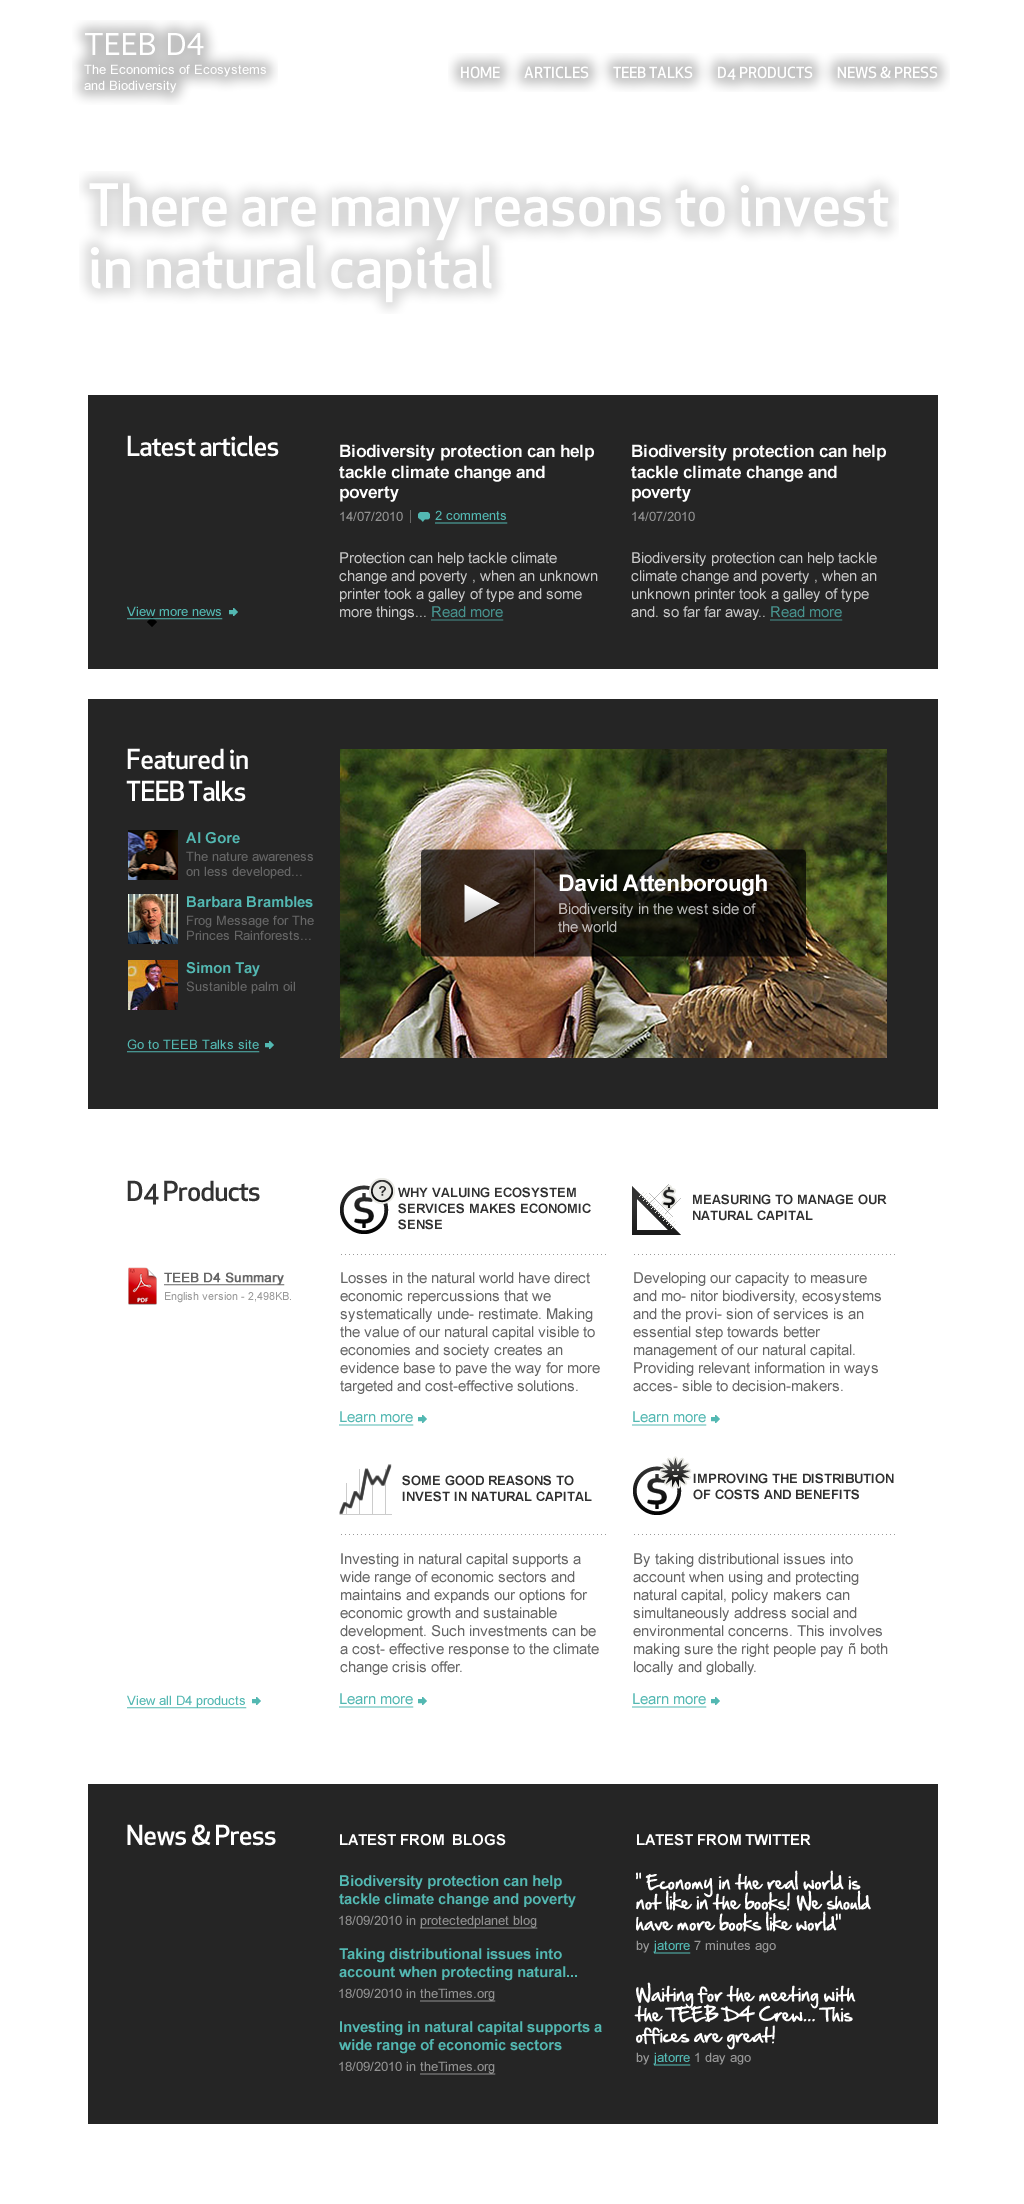 TEEB D4
The Economics of Ecosystems
and Biodiversity
HOME ARTICLES TEEB TALKS D4 PRODUCTS NEWS & PRESS
There are many reasons to invest
in natural capital
Latest articles
View more news
Biodiversity protection can help
tackle climate change and
poverty
14/07/2010 | 2 comments
Protection can help tackle climate
change and poverty , when an unknown
printer took a galley of type and some
more things... Read more
Biodiversity protection can help
tackle climate change and
poverty
14/07/2010
Biodiversity protection can help tackle
climate change and poverty , when an
unknown printer took a galley of type
and. so far far away.. Read more
Featured in
TEEB Talks
Al Gore
The nature awareness
on less developed...
Barbara Brambles
Frog Message for The
Princes Rainforests...
Simon Tay
Sustanible palm oil
Go to TEEB Talks site
David Attenborough
Biodiversity in the west side of
the world
D4 Products
PDF
TEEB D4 Summary
English version - 2,498KB.
View all D4 products
$ ?
WHY VALUING ECOSYSTEM
SERVICES MAKES ECONOMIC
SENSE
Losses in the natural world have direct
economic repercussions that we
systematically unde- restimate. Making
the value of our natural capital visible to
economies and society creates an
evidence base to pave the way for more
targeted and cost-effective solutions.
Learn more
$
MEASURING TO MANAGE OUR
NATURAL CAPITAL
Developing our capacity to measure
and mo- nitor biodiversity, ecosystems
and the provi- sion of services is an
essential step towards better
management of our natural capital.
Providing relevant information in ways
acces- sible to decision-makers.
Learn more
SOME GOOD REASONS TO
INVEST IN NATURAL CAPITAL
Investing in natural capital supports a
wide range of economic sectors and
maintains and expands our options for
economic growth and sustainable
development. Such investments can be
a cost- effective response to the climate
change crisis offer.
Learn more
$
IMPROVING THE DISTRIBUTION
OF COSTS AND BENEFITS
By taking distributional issues into
account when using and protecting
natural capital, policy makers can
simultaneously address social and
environmental concerns. This involves
making sure the right people pay ñ both
locally and globally.
Learn more
News & Press
LATEST FROM BLOGS
Biodiversity protection can help
tackle climate change and poverty
18/09/2010 in protectedplanet blog
Taking distributional issues into
account when protecting natural...
18/09/2010 in theTimes.org
Investing in natural capital supports a
wide range of economic sectors
18/09/2010 in theTimes.org
LATEST FROM TWITTER
" Economy in the real world is
not like in the books! We should
have more books like world"
by jatorre 7 minutes ago
Waiting for the meeting with
the TEEB D4 Crew... This
offices are great!
by jatorre 1 day ago